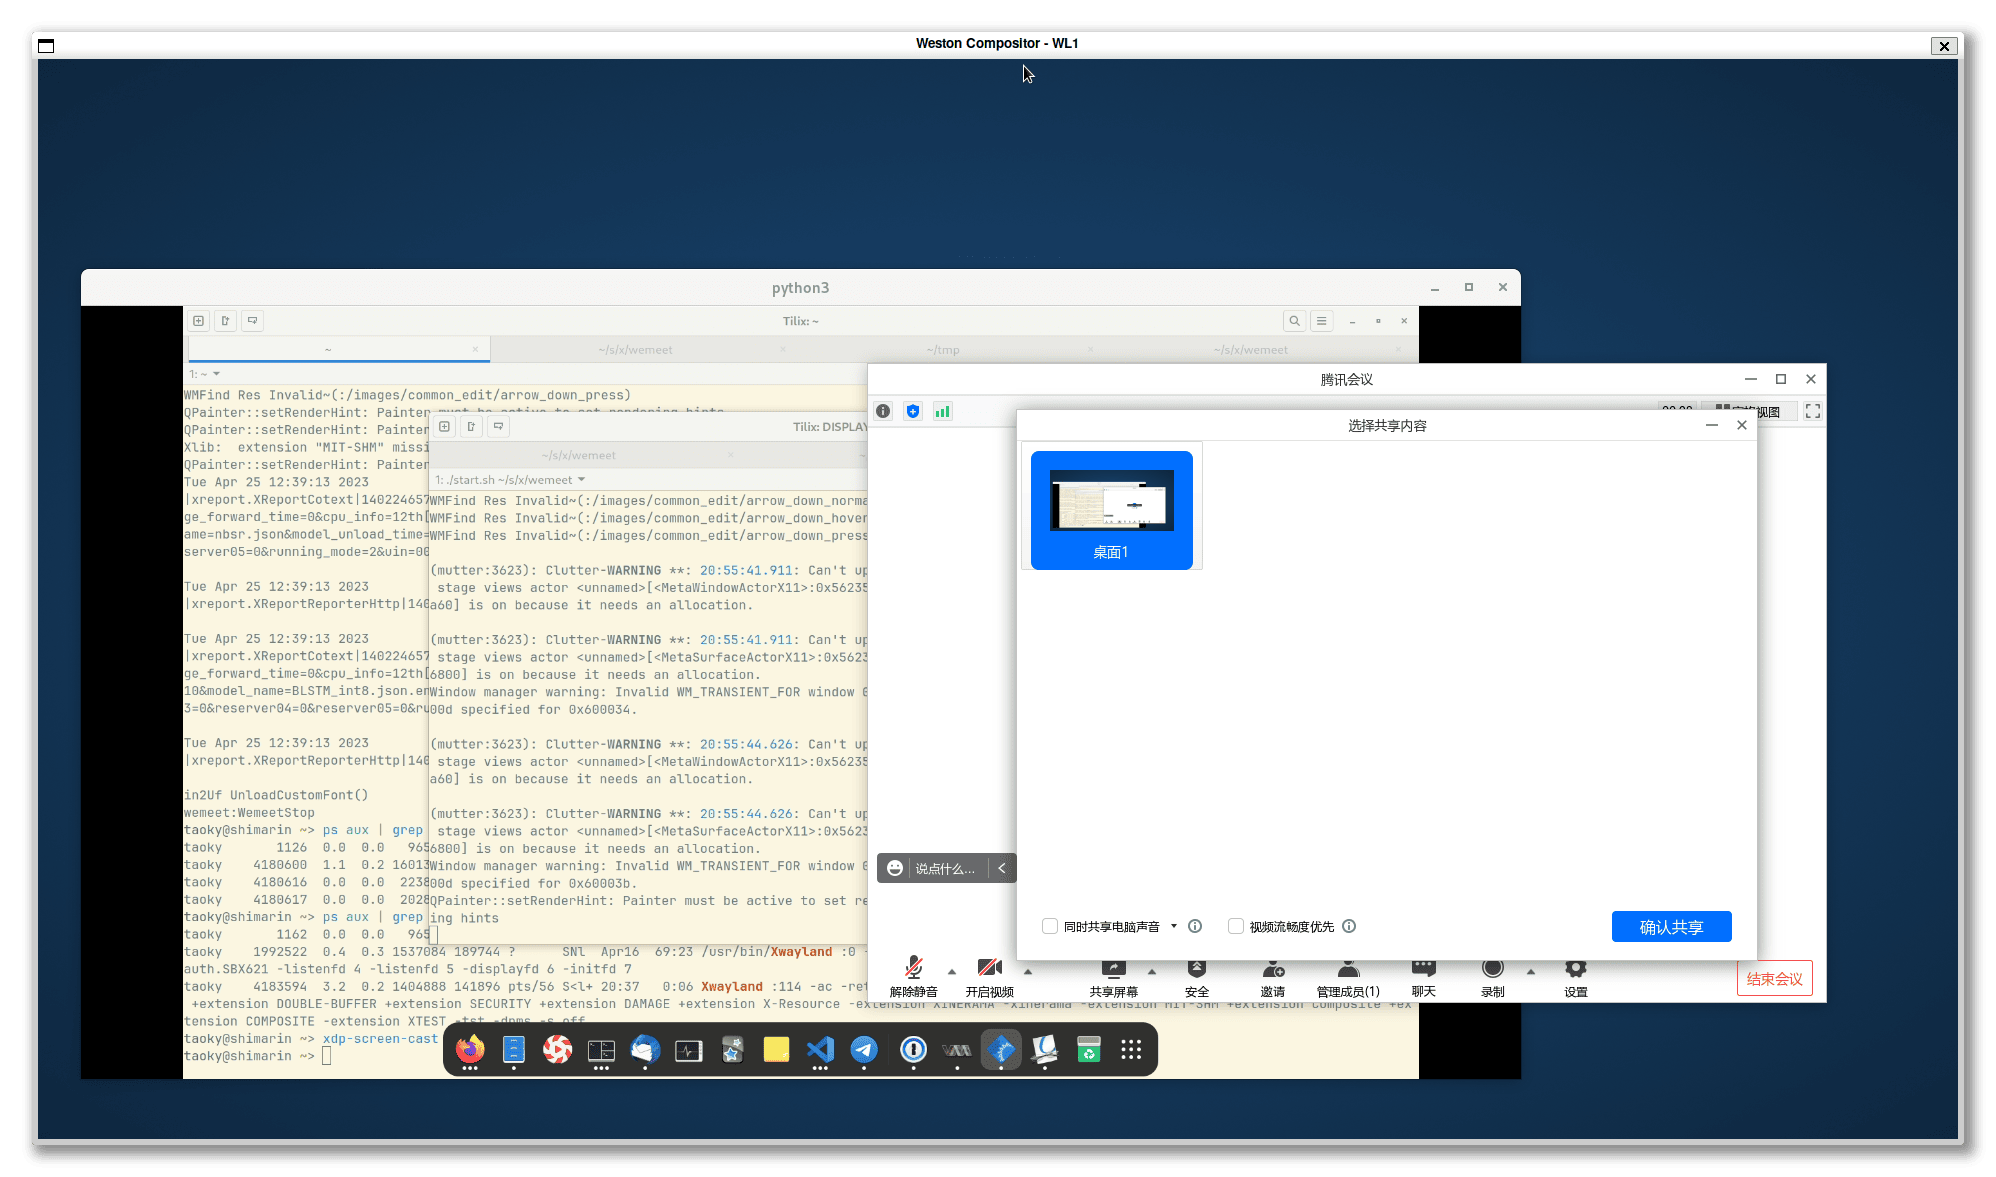 Weston Compositor - WL1
python3
Tilix: ~
~
~/s/x/wemeet
~/tmp
~/s/x/wemeet
1: ~
WMFind Res Invalid~(:/images/common_edit/arrow_down_press)
QPainter::setRenderHint: Painter must be active to set rendering hints
QPainter::setRenderHint: Painter
Xlib:  extension "MIT-SHM" missi
QPainter::setRenderHint: Painter
Tue Apr 25 12:39:13 2023
|xreport.XReportCotext|140224657
ge_forward_time=0&cpu_info=12th[
ame=nbsr.json&model_unload_time=
server05=0&running_mode=2&uin=00
Tue Apr 25 12:39:13 2023
|xreport.XReportReporterHttp|140
Tue Apr 25 12:39:13 2023
|xreport.XReportCotext|140224657
ge_forward_time=0&cpu_info=12th[
10&model_name=BLSTM_int8.json.en
3=0&reserver04=0&reserver05=0&ru
Tue Apr 25 12:39:13 2023
|xreport.XReportReporterHttp|140
in2Uf UnloadCustomFont()
wemeet:WemeetStop
taoky@shimarin ~> ps aux | grep
taoky       1126  0.0  0.0   965
taoky    4180600  1.1  0.2 16013
taoky    4180616  0.0  0.0  2238
taoky    4180617  0.0  0.0  2028
taoky@shimarin ~> ps aux | grep
taoky       1162  0.0  0.0   965
taoky    1992522  0.4  0.3 1537084 189744 ?      SNl  Apr16  69:23 /usr/bin/Xwayland :0 -
auth.SBX621 -listenfd 4 -listenfd 5 -displayfd 6 -initfd 7
taoky    4183594  3.2  0.2 1404888 141896 pts/56 S<l+ 20:37   0:06 Xwayland :114 -ac -ret
+extension DOUBLE-BUFFER +extension SECURITY +extension DAMAGE +extension X-Resource -extension XINERAMA -xinerama -extension MIT-SHM +extension Composite +ex
tension COMPOSITE -extension XTEST -tst -dpms -s off
taoky@shimarin ~> xdp-screen-cast
taoky@shimarin ~>
Tilix: DISPLAY
~/s/x/wemeet
1: ./start.sh ~/s/x/wemeet
WMFind Res Invalid~(:/images/common_edit/arrow_down_norma
WMFind Res Invalid~(:/images/common_edit/arrow_down_hover
WMFind Res Invalid~(:/images/common_edit/arrow_down_press
(mutter:3623): Clutter-WARNING **: 20:55:41.911: Can't up
stage views actor <unnamed>[<MetaWindowActorX11>:0x56235
a60] is on because it needs an allocation.
(mutter:3623): Clutter-WARNING **: 20:55:41.911: Can't up
stage views actor <unnamed>[<MetaSurfaceActorX11>:0x5623
6800] is on because it needs an allocation.
Window manager warning: Invalid WM_TRANSIENT_FOR window 0
00d specified for 0x600034.
(mutter:3623): Clutter-WARNING **: 20:55:44.626: Can't up
stage views actor <unnamed>[<MetaWindowActorX11>:0x56235
a60] is on because it needs an allocation.
(mutter:3623): Clutter-WARNING **: 20:55:44.626: Can't up
stage views actor <unnamed>[<MetaSurfaceActorX11>:0x5623
6800] is on because it needs an allocation.
Window manager warning: Invalid WM_TRANSIENT_FOR window 0
00d specified for 0x60003b.
QPainter::setRenderHint: Painter must be active to set re
ing hints
腾讯会议
视图
选择共享内容
桌面1
说点什么...
同时共享电脑声音
视频流畅度优先
确认共享
解除静音
开启视频
共享屏幕
安全
邀请
管理成员(1)
聊天
录制
设置
结束会议